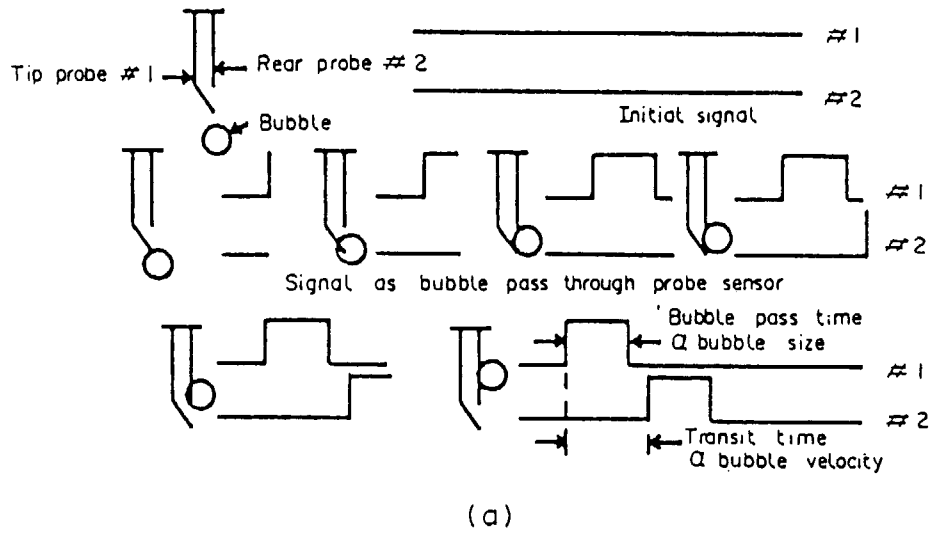 #1
Tip probe #1
Rear probe #2
#2
Initial signal
Bubble
#1
#2
Signal as bubble pass through probe sensor
Bubble pass time
α bubble size
#1
#2
Transit time
α bubble velocity
(a)